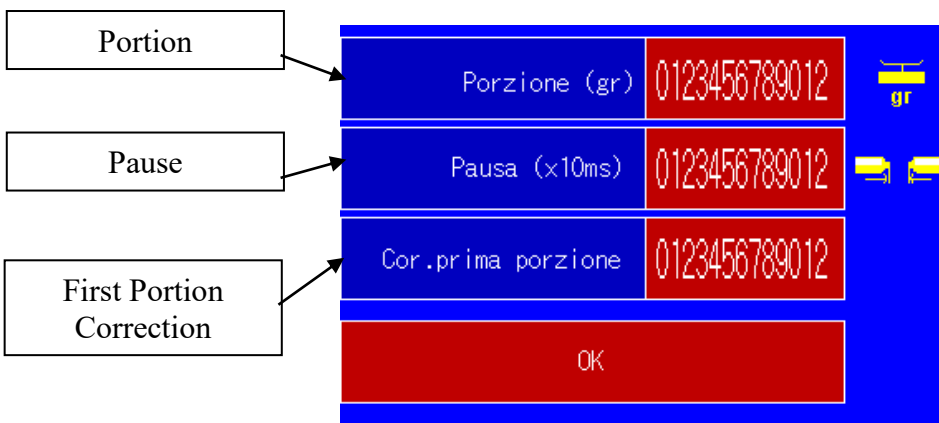 Portion
Porzione (gr) 0123456789012
gr
Pause
Pausa (x10ms) 0123456789012
First Portion
Correction
Cor.prima porzione 0123456789012
OK